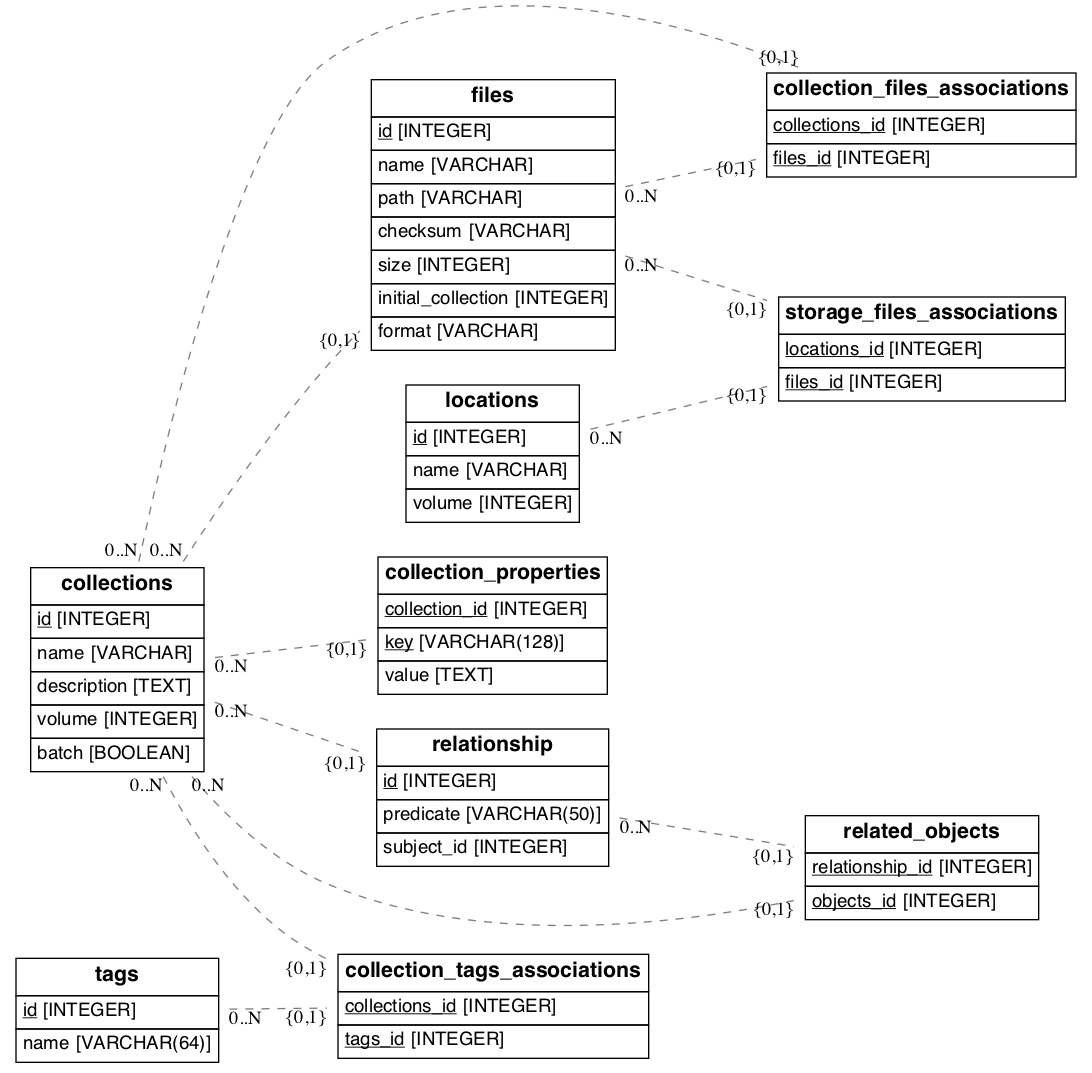 {0,1}
collection_files_associations
collections_id [INTEGER]
files_id [INTEGER]
{0,1}
files
id [INTEGER]
name [VARCHAR]
path [VARCHAR]
checksum [VARCHAR]
size [INTEGER]
initial_collection [INTEGER]
format [VARCHAR]
0..N
0..N
{0,1}
{0,1}
storage_files_associations
locations_id [INTEGER]
files_id [INTEGER]
{0,1}
locations
id [INTEGER]
name [VARCHAR]
volume [INTEGER]
0..N
0..N
0..N
collections
id [INTEGER]
name [VARCHAR]
description [TEXT]
volume [INTEGER]
batch [BOOLEAN]
0..N
0..N
0..N
0..N
{0,1}
collection_properties
collection_id [INTEGER]
key [VARCHAR(128)]
value [TEXT]
{0,1}
relationship
id [INTEGER]
predicate [VARCHAR(50)]
subject_id [INTEGER]
0..N
{0,1}
related_objects
relationship_id [INTEGER]
objects_id [INTEGER]
{0,1}
tags
id [INTEGER]
name [VARCHAR(64)]
0..N
{0,1}
{0,1}
collection_tags_associations
collections_id [INTEGER]
tags_id [INTEGER]